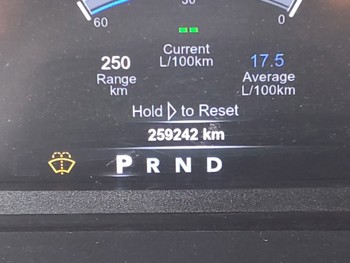 30
60
0
Current
L/100km
250
Range
km
17.5
Average
L/100km
Hold ▷ to Reset
259242 km
P R N D